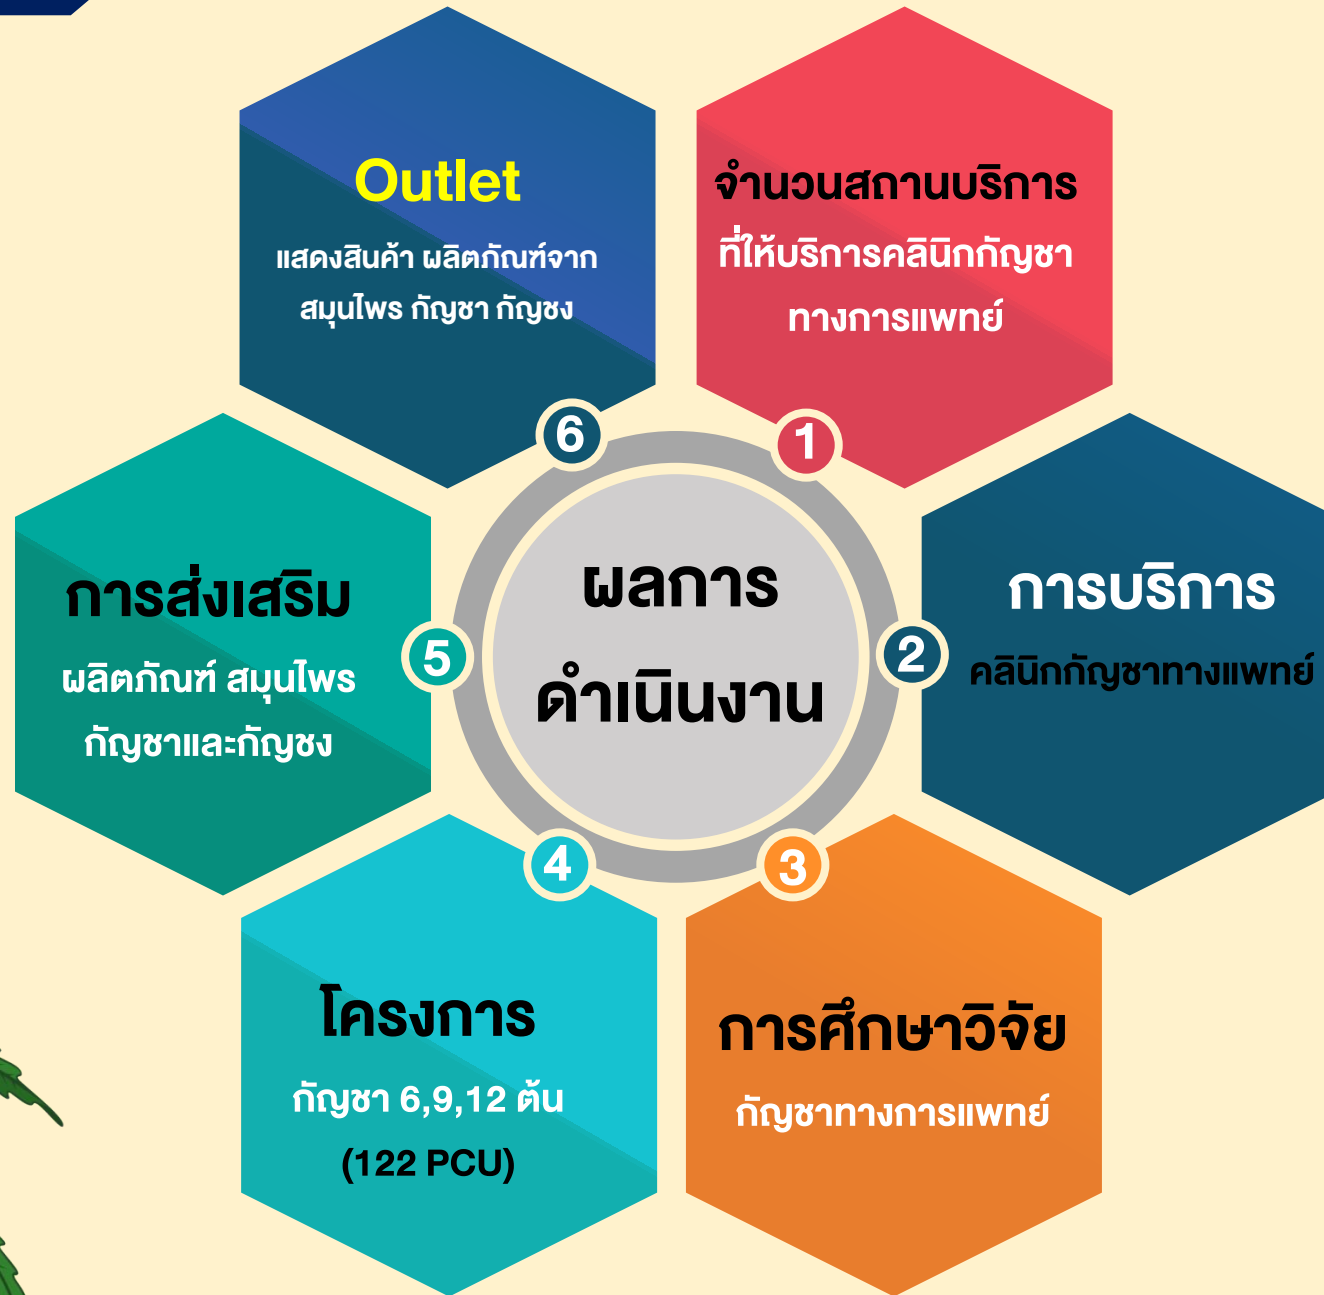 ผลการ
ดำเนินงาน
1
จำนวนสถานบริการ
ที่ให้บริการคลินิกกัญชา
ทางการแพทย์
2
การบริการ
คลินิกกัญชาทางแพทย์
3
การศึกษาวิจัย
กัญชาทางการแพทย์
4
โครงการ
กัญชา 6,9,12 ต้น
(122 PCU)
5
การส่งเสริม
ผลิตภัณฑ์ สมุนไพร
กัญชาและกัญชง
6
Outlet
แสดงสินค้า ผลิตภัณฑ์จาก
สมุนไพร กัญชา กัญชง